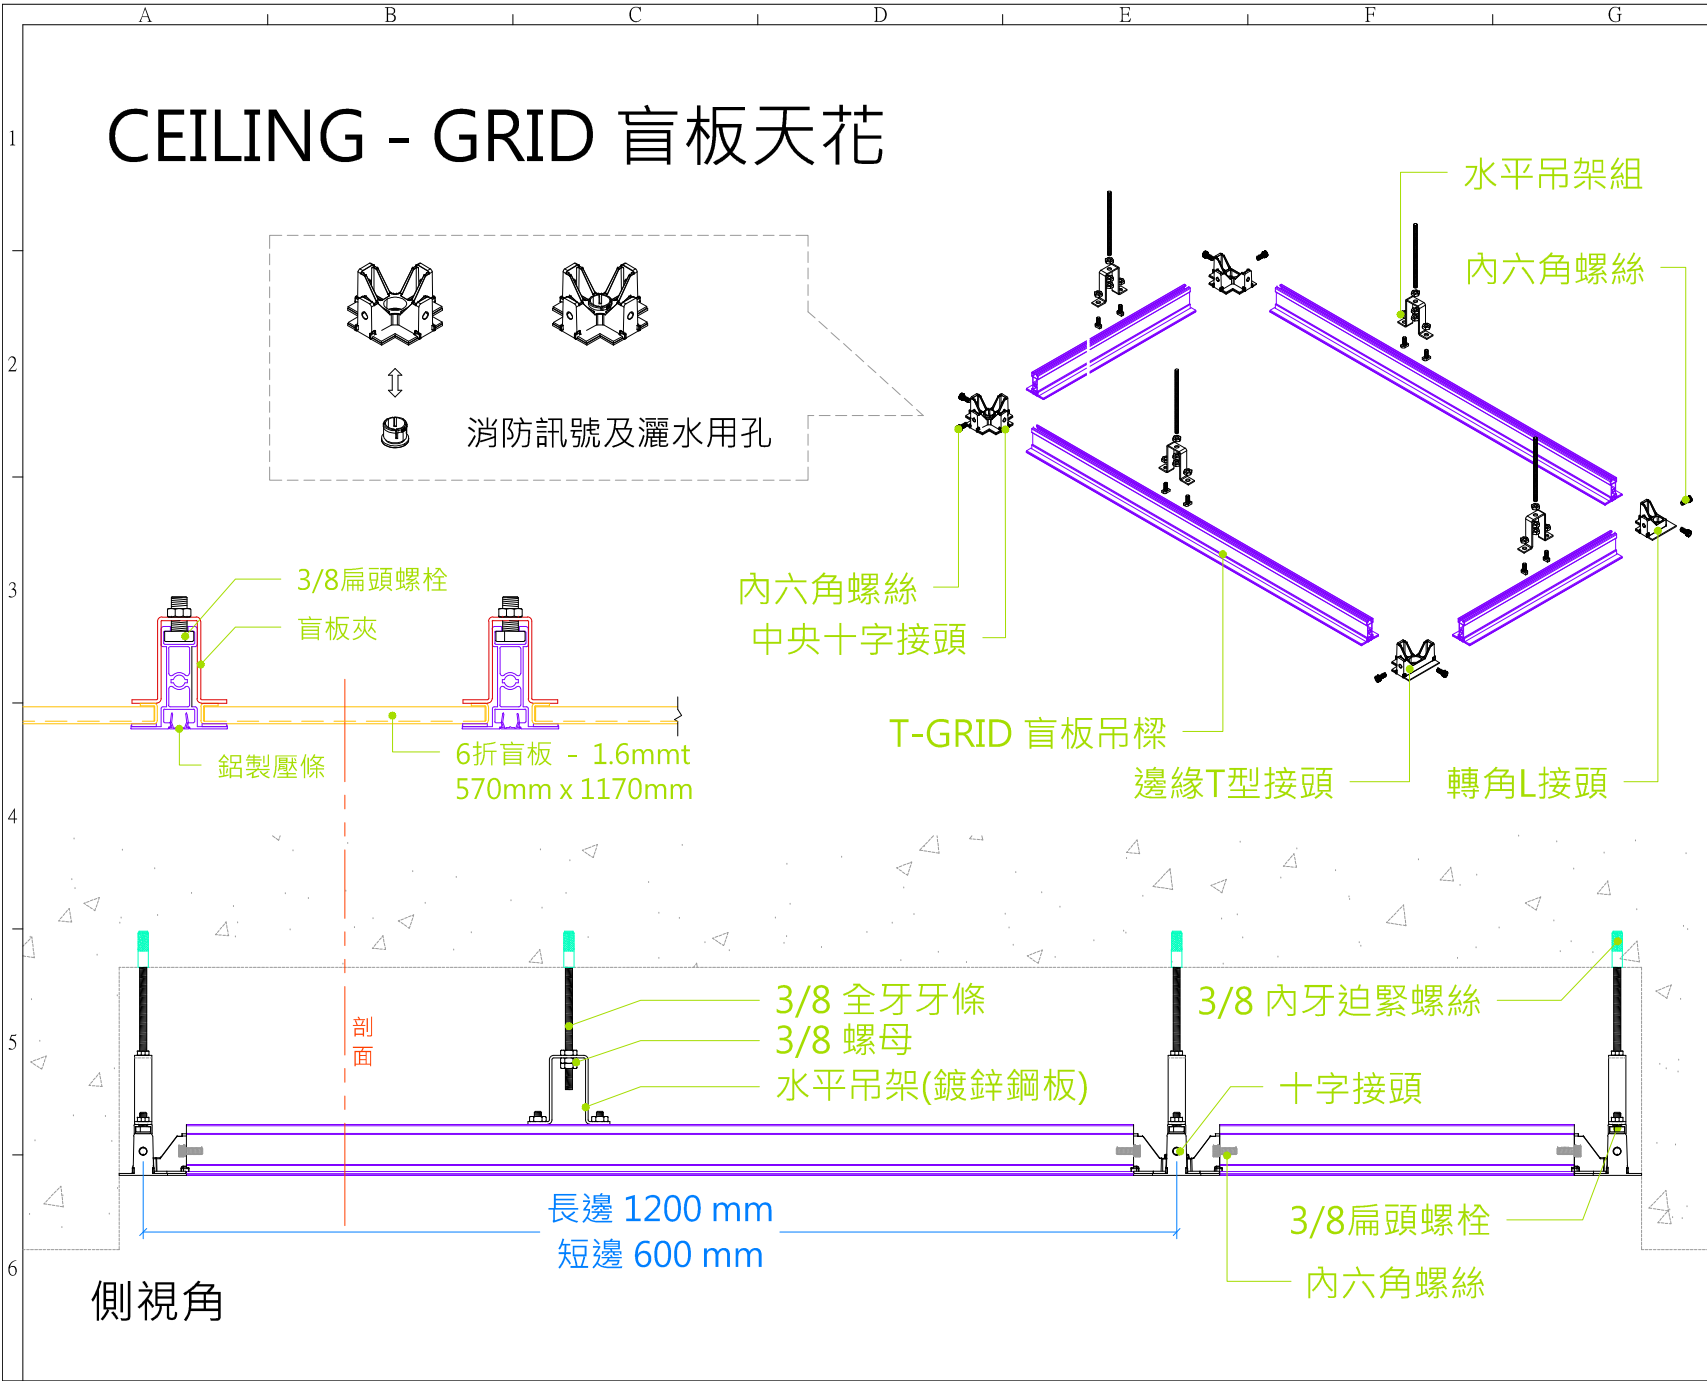 A B C D E F G
1
CEILING - GRID 盲板天花
水平吊架組
內六角螺絲
2
消防訊號及灑水用孔
3
3/8扁頭螺栓
盲板夾
內六角螺絲
中央十字接頭
T-GRID 盲板吊樑
邊緣T型接頭
轉角L接頭
鋁製壓條
6折盲板 - 1.6mmt
570mm x 1170mm
4
5
剖
面
3/8 全牙牙條
3/8 螺母
水平吊架(鍍鋅鋼板)
3/8 內牙迫緊螺絲
十字接頭
長邊 1200 mm
短邊 600 mm
3/8扁頭螺栓
內六角螺絲
6
側視角